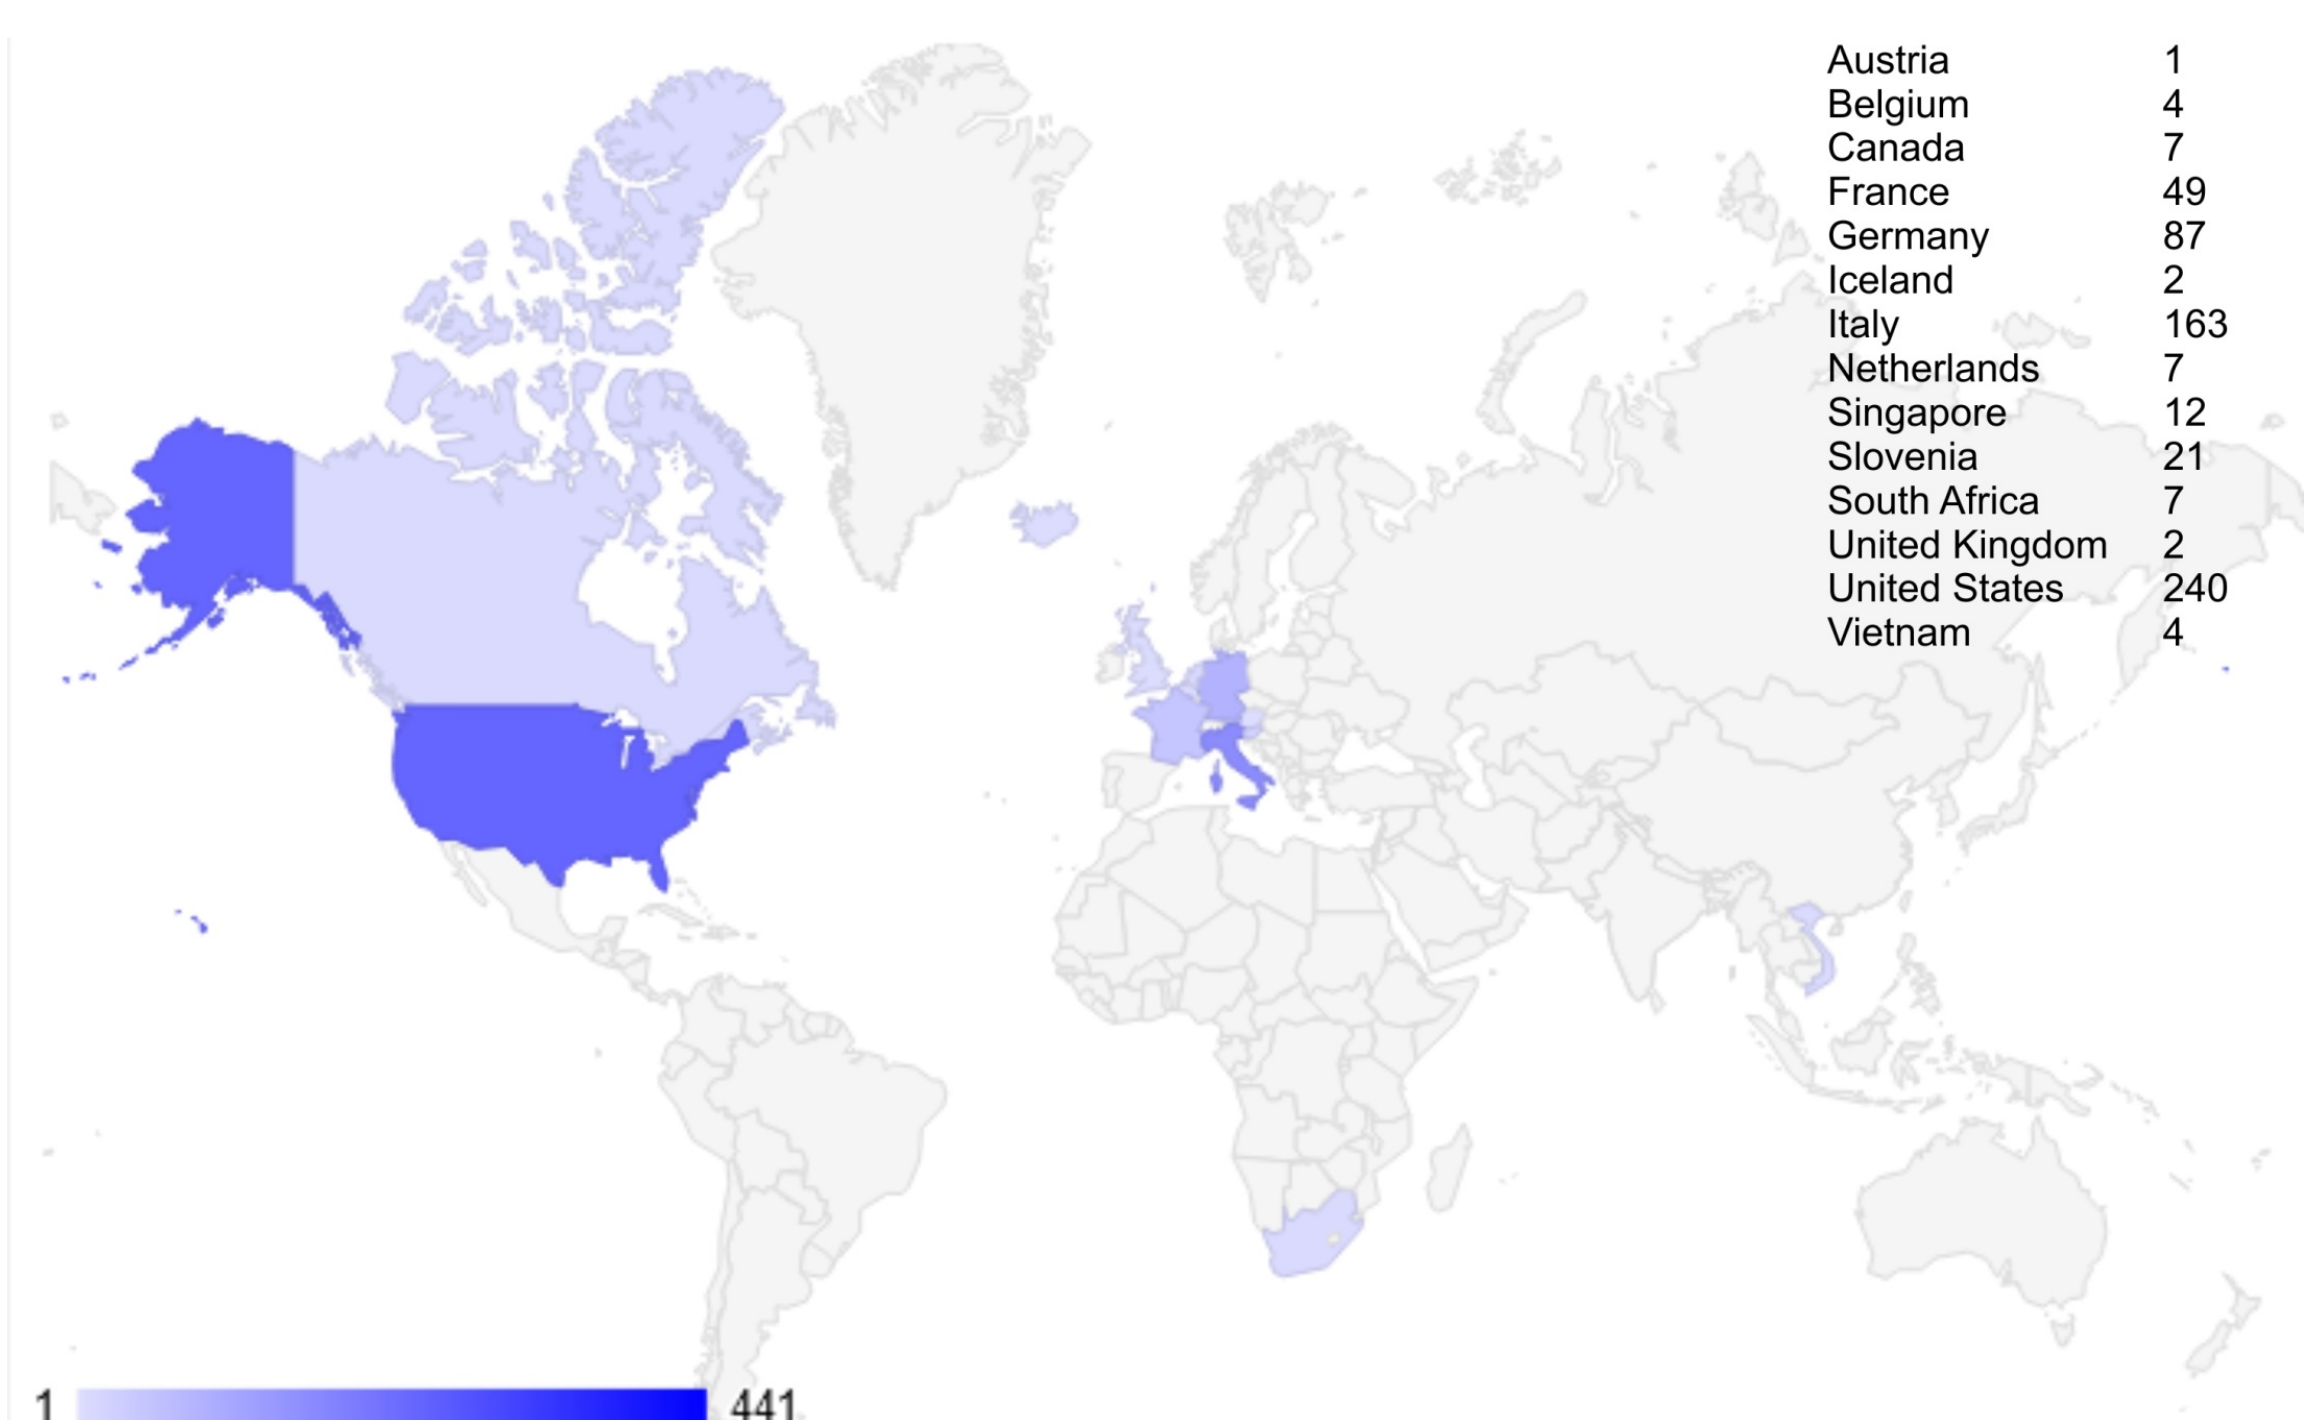 Austria 1
Belgium 4
Canada 7
France 49
Germany 87
Iceland 2
Italy 163
Netherlands 7
Singapore 12
Slovenia 21
South Africa 7
United Kingdom 2
United States 240
Vietnam 4
1 441